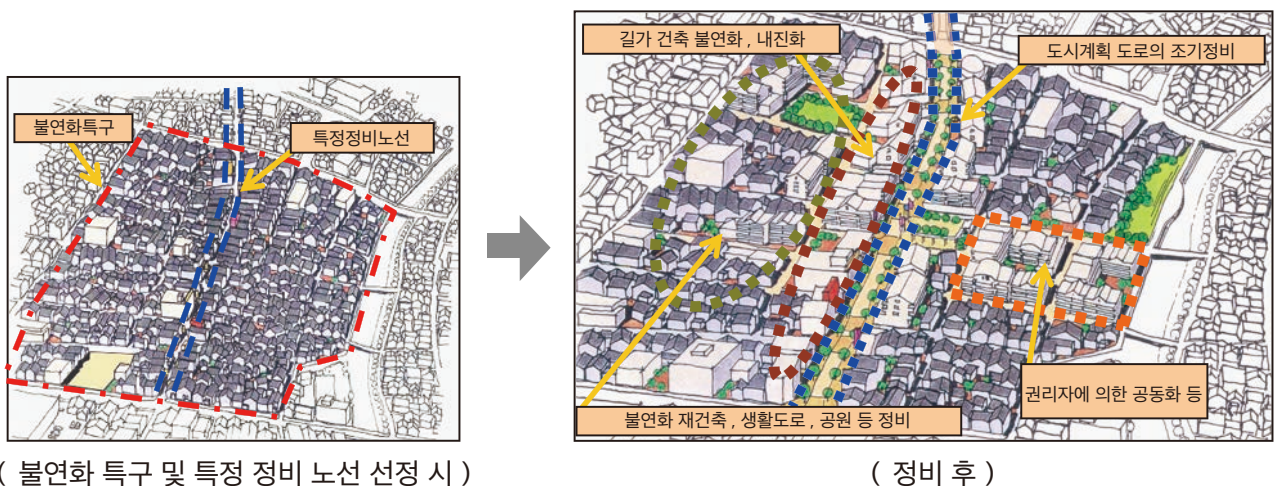 불연화특구
특정정비노선
( 불연화 특구 및 특정 정비 노선 선정 시 )
길가 건축 불연화 , 내진화
도시계획 도로의 조기정비
권리자에 의한 공동화 등
불연화 재건축 , 생활도로 , 공원 등 정비
( 정비 후 )